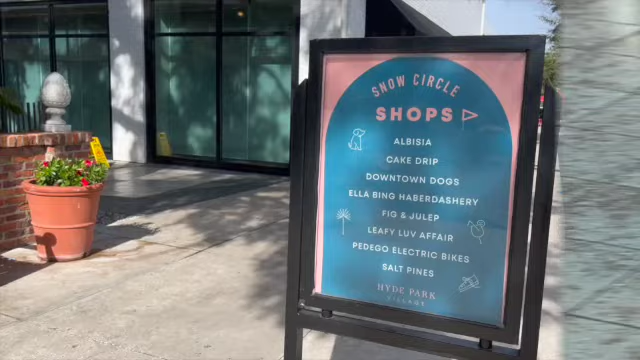 SNOW CIRCLE
SHOPS
ALBISIA
CAKE DRIP
DOWNTOWN DOGS
ELLA BING HABERDASHERY
FIG & JULEP
LEAFY LUV AFFAIR
PEDEGO ELECTRIC BIKES
SALT PINES
HYDE PARK
VILLAGE